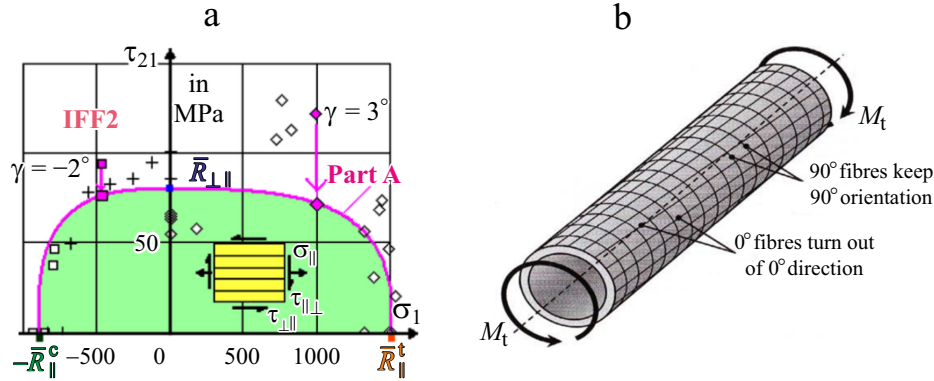 a
b
τ₂₁
in
MPa
IFF2
γ = 3°
γ = −2°
R̅⊥∥
Part A
50
σ∥
τ∥⊥
τ⊥∥
σ₁
−R̅∥ᶜ
−500
0
500
1000
R̅∥ᵗ
Mₜ
90° fibres keep
90° orientation
0° fibres turn out
of 0° direction
Mₜ